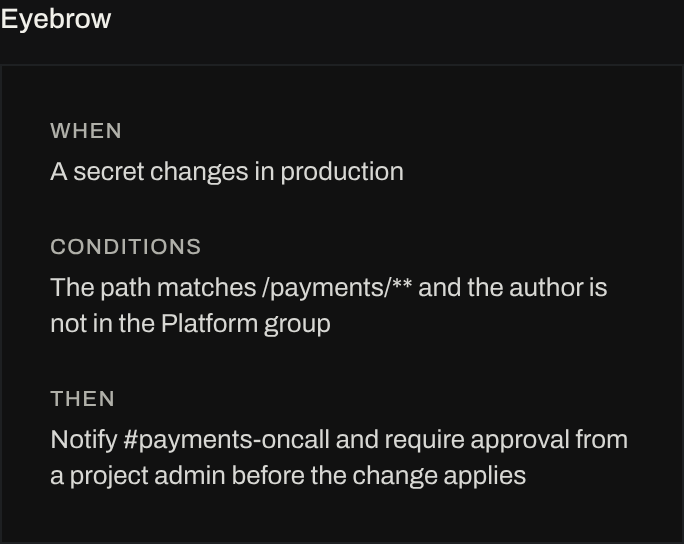 Eyebrow
WHEN
A secret changes in production
CONDITIONS
The path matches /payments/** and the author is
not in the Platform group
THEN
Notify #payments-oncall and require approval from
a project admin before the change applies